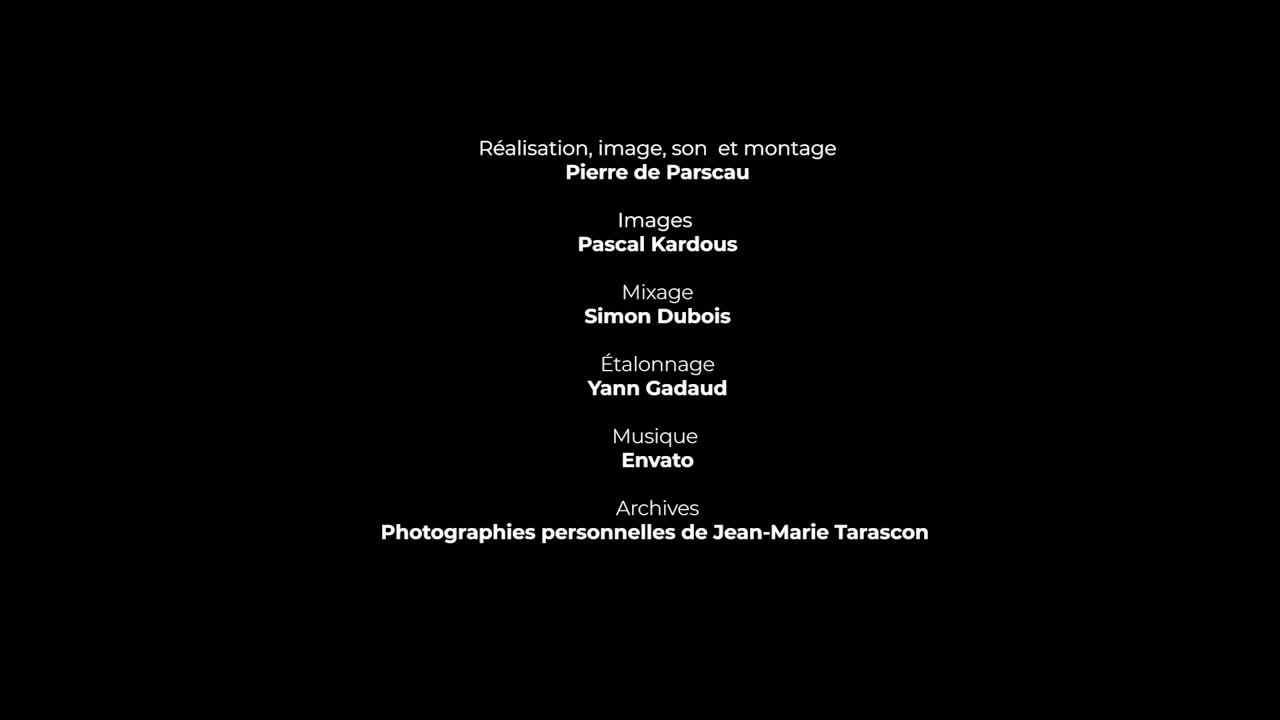 Réalisation, image, son  et montage
Pierre de Parscau
Images
Pascal Kardous
Mixage
Simon Dubois
Étalonnage
Yann Gadaud
Musique
Envato
Archives
Photographies personnelles de Jean-Marie Tarascon